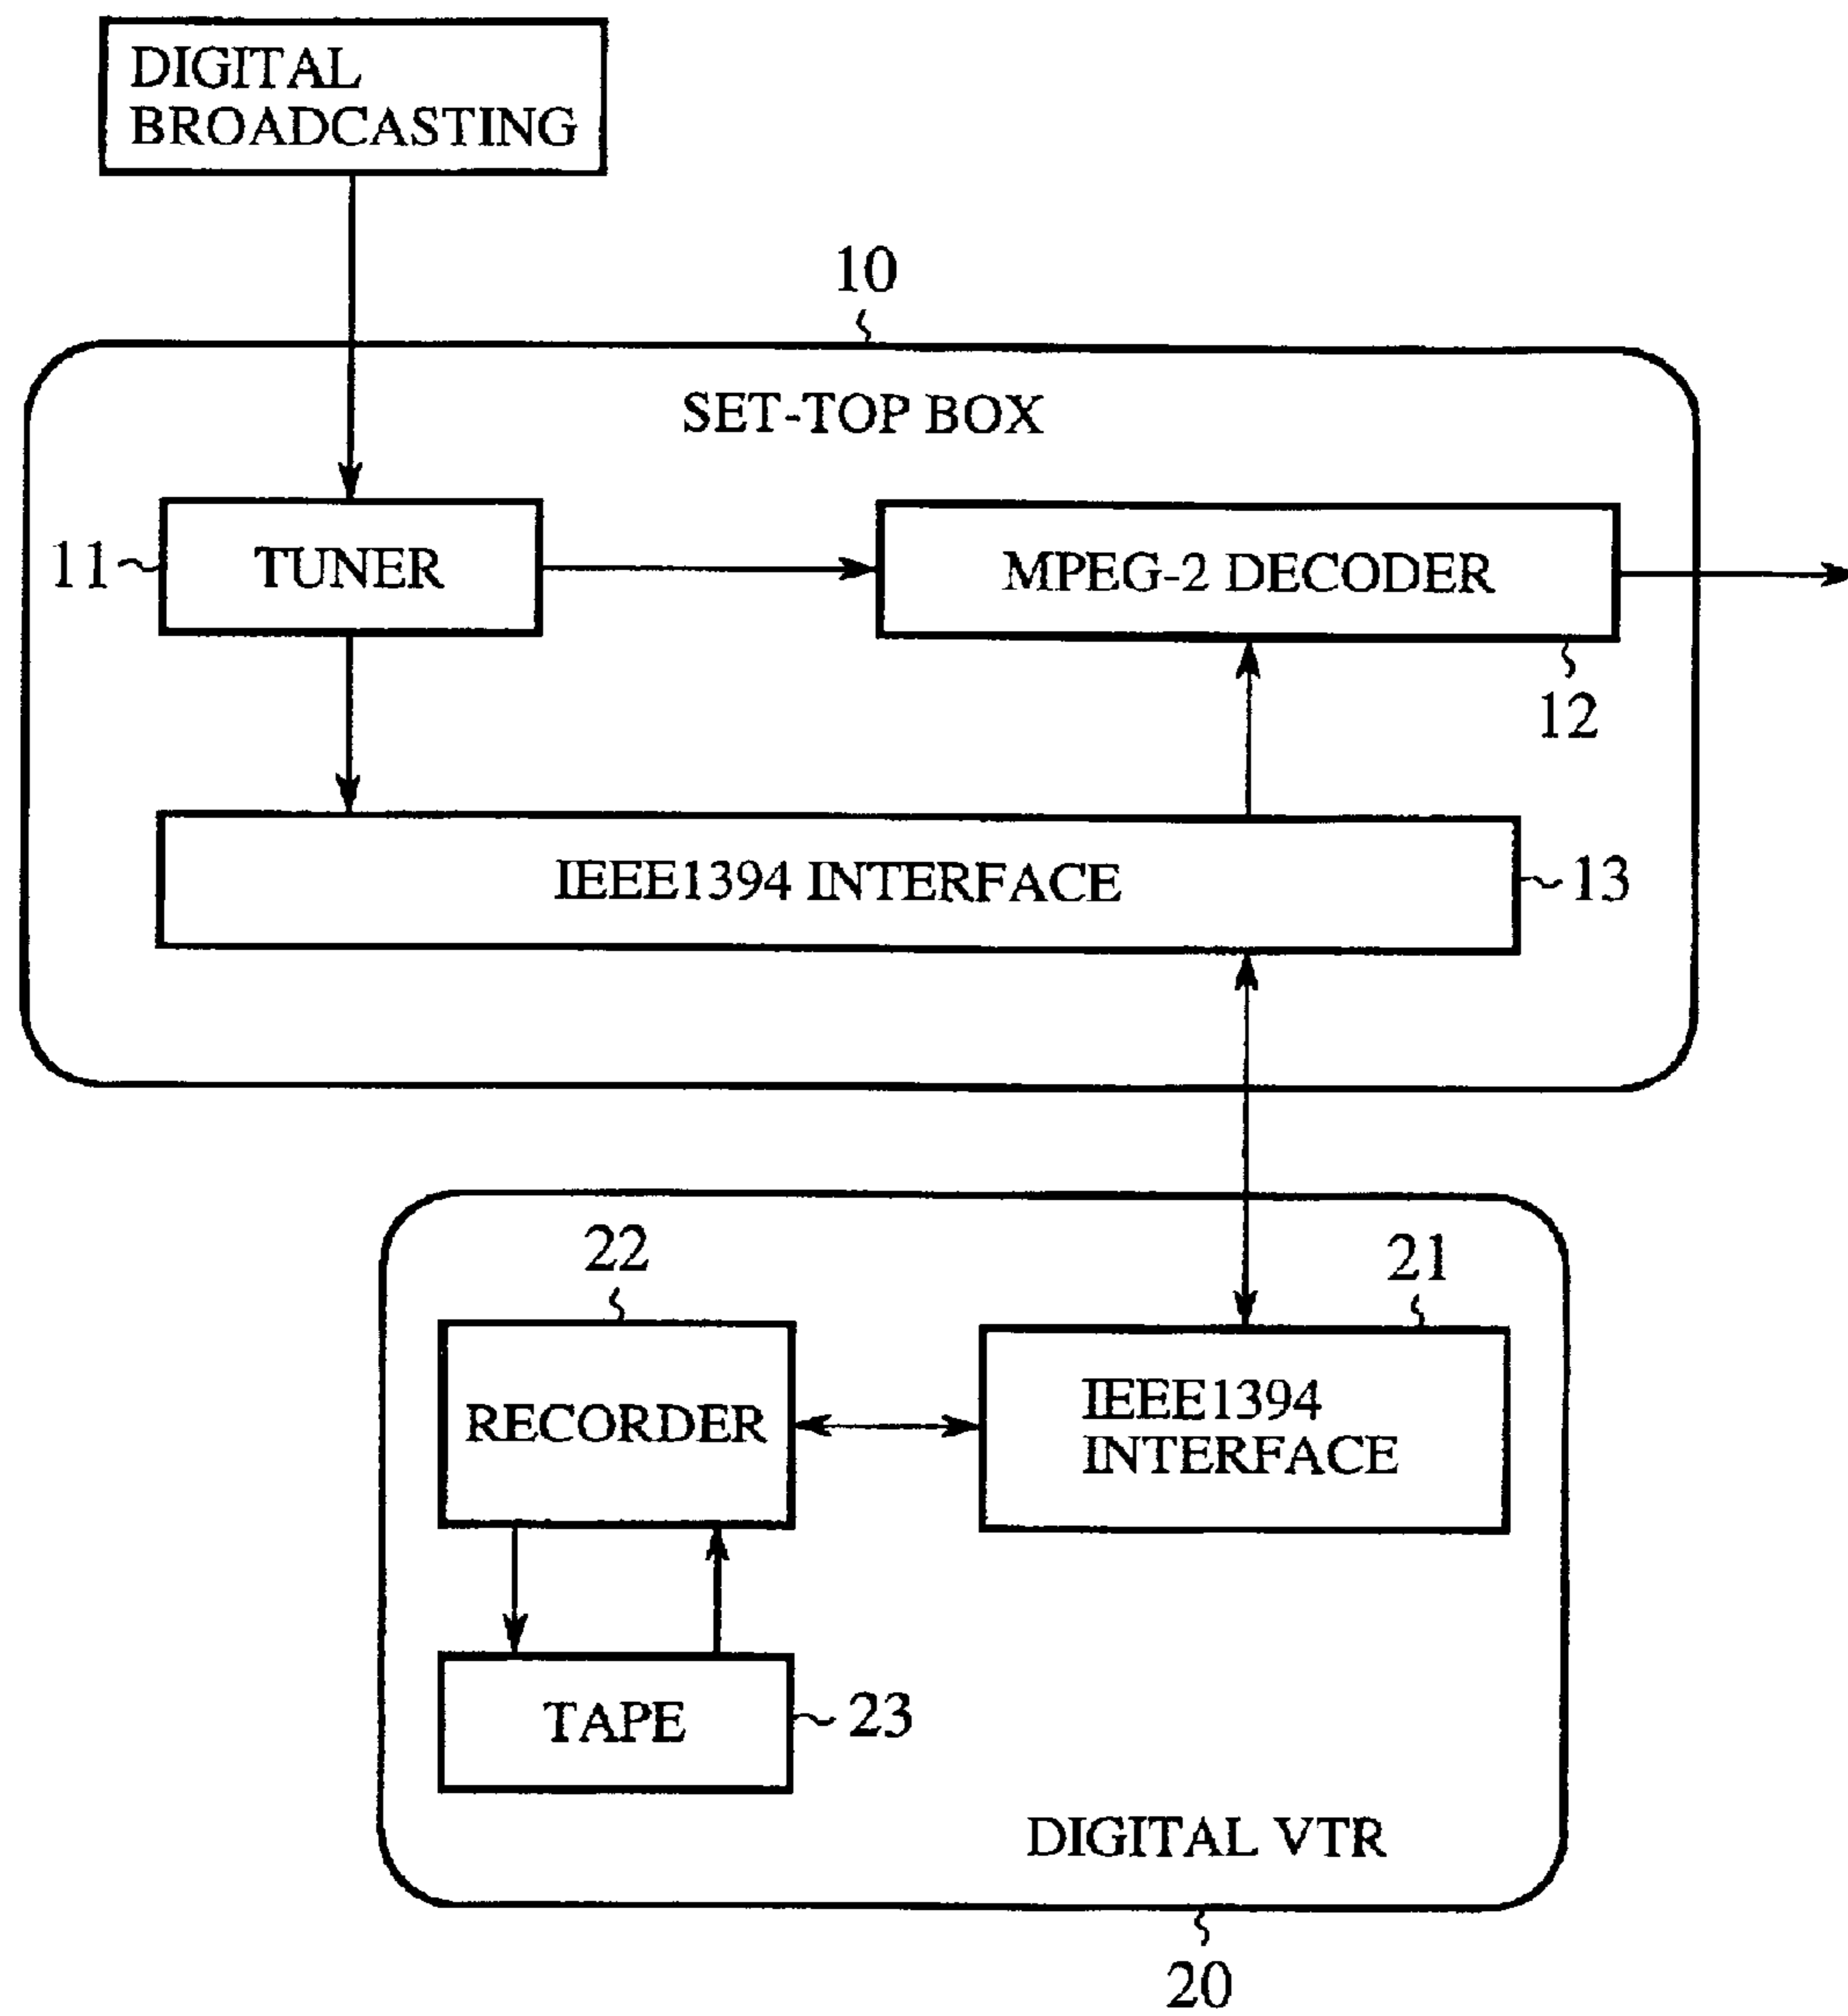 DIGITAL
BROADCASTING
10
SET-TOP BOX
11
TUNER
MPEG-2 DECODER
12
IEEE1394 INTERFACE
13
22
21
RECORDER
IEEE1394
INTERFACE
TAPE
23
DIGITAL VTR
20